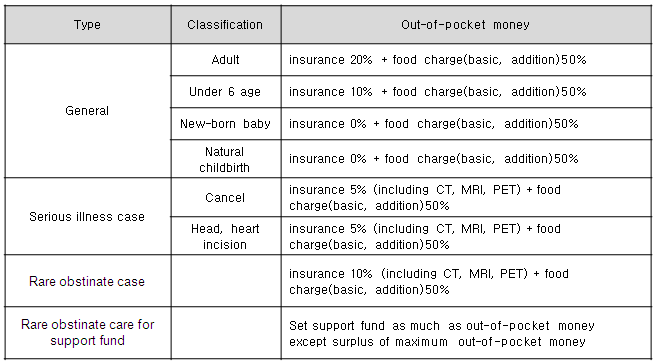 Type Classification Out-of-pocket money
General
Adult insurance 20% + food charge(basic, addition)50%
Under 6 age insurance 10% + food charge(basic, addition)50%
New-born baby insurance 0% + food charge(basic, addition)50%
Natural
childbirth
insurance 0% + food charge(basic, addition)50%
Serious illness case
Cancel
insurance 5% (including CT, MRI, PET) + food
charge(basic, addition)50%
Head, heart
incision
insurance 5% (including CT, MRI, PET) + food
charge(basic, addition)50%
Rare obstinate case
insurance 10% (including CT, MRI, PET) + food
charge(basic, addition)50%
Rare obstinate care for
support fund
Set support fund as much as out-of-pocket money
except surplus of maximum out-of-pocket money